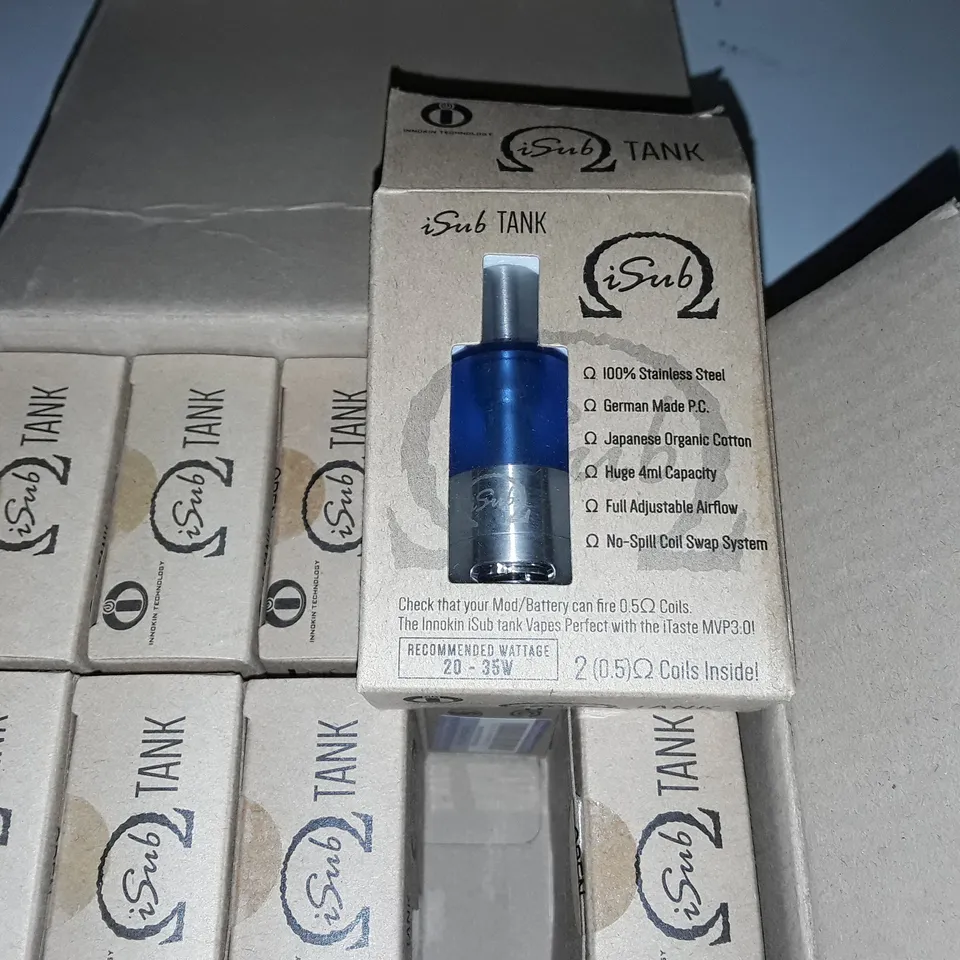 INNOKIN TECHNOLOGY
iSub TANK
iSub TANK
iSub
Ω 100% Stainless Steel
Ω German Made P.C.
Ω Japanese Organic Cotton
Ω Huge 4ml Capacity
Ω Full Adjustable Airflow
Ω No-Spill Coil Swap System
iSub
Check that your Mod/Battery can fire 0.5Ω Coils.
The Innokin iSub tank Vapes Perfect with the iTaste MVP3.0!
RECOMMENDED WATTAGE
20 - 35W
2 (0.5)Ω Coils Inside!
iSub TANK
iSub TANK
INNOKIN TECHNOLOGY
iSub TANK
INNOKIN TECHNOLOGY
TANK
iSub TANK
iSub TANK
iSub TANK